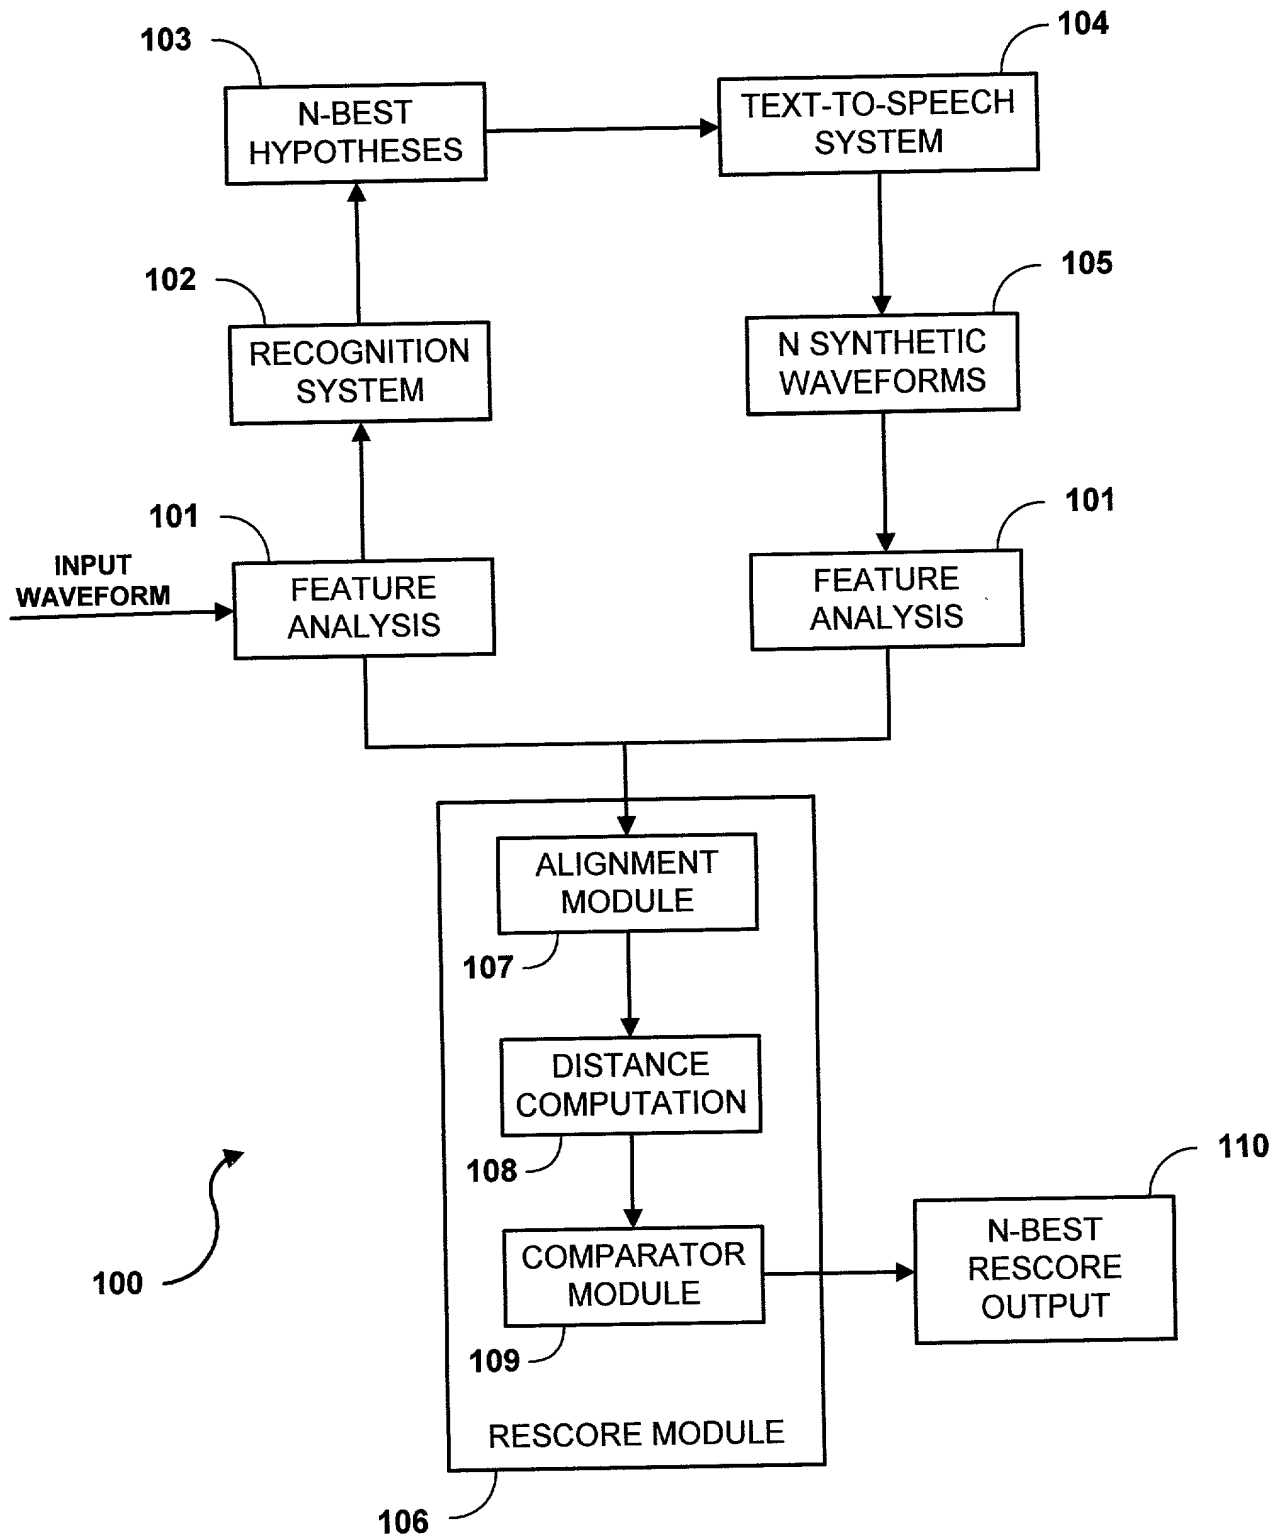 103
104
N-BEST
HYPOTHESES
TEXT-TO-SPEECH
SYSTEM
102
105
RECOGNITION
SYSTEM
N SYNTHETIC
WAVEFORMS
101
101
INPUT
WAVEFORM
FEATURE
ANALYSIS
FEATURE
ANALYSIS
ALIGNMENT
MODULE
107
DISTANCE
COMPUTATION
108
110
COMPARATOR
MODULE
N-BEST
RESCORE
OUTPUT
100
109
RESCORE MODULE
106